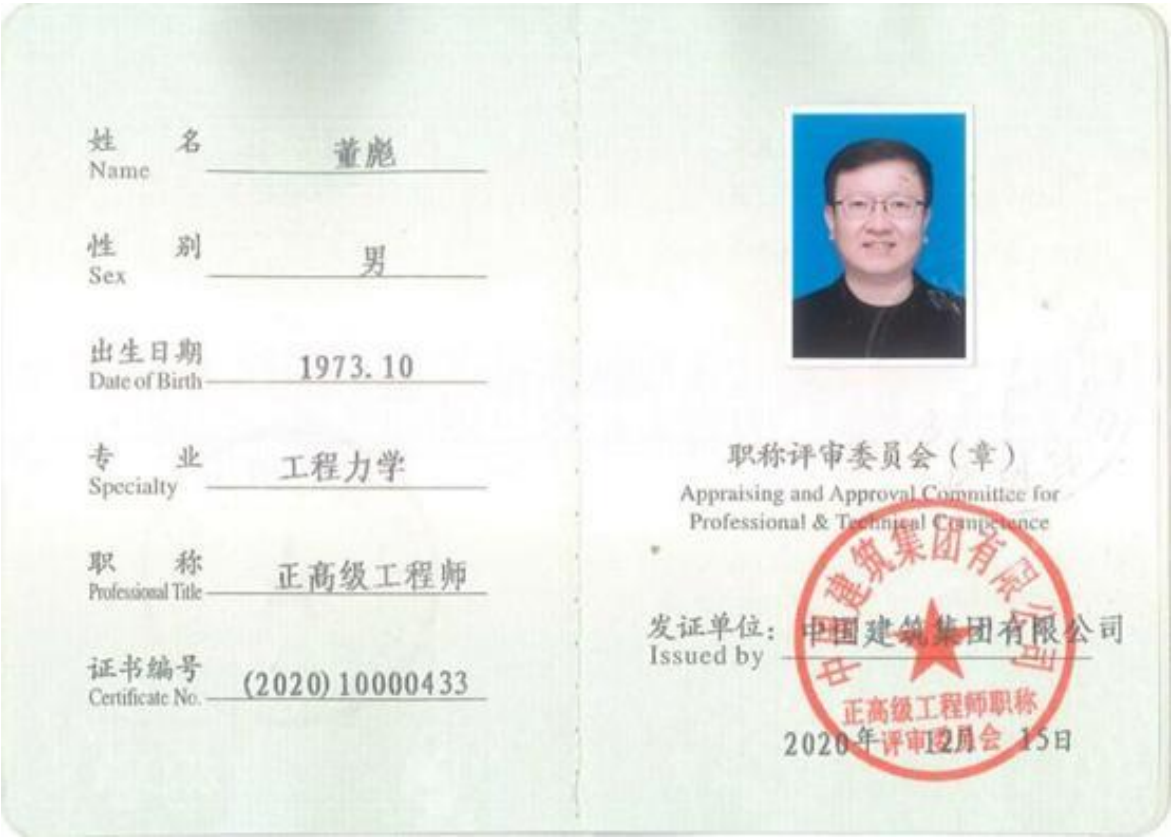 姓 名 董彪
Name
性 别 男
Sex
出生日期 1973.10
Date of Birth
专 业 工程力学
Specialty
职 称 正高级工程师
Professional Title
证书编号 (2020)10000433
Certificate No.
职称评审委员会(章)
Appraising and Approval Committee for
Professional & Technical Competence
发证单位:中国建筑集团有限公司
Issued by
2020年 12月 15日
中国建筑集团有限公司
正高级工程师职称
评审委员会